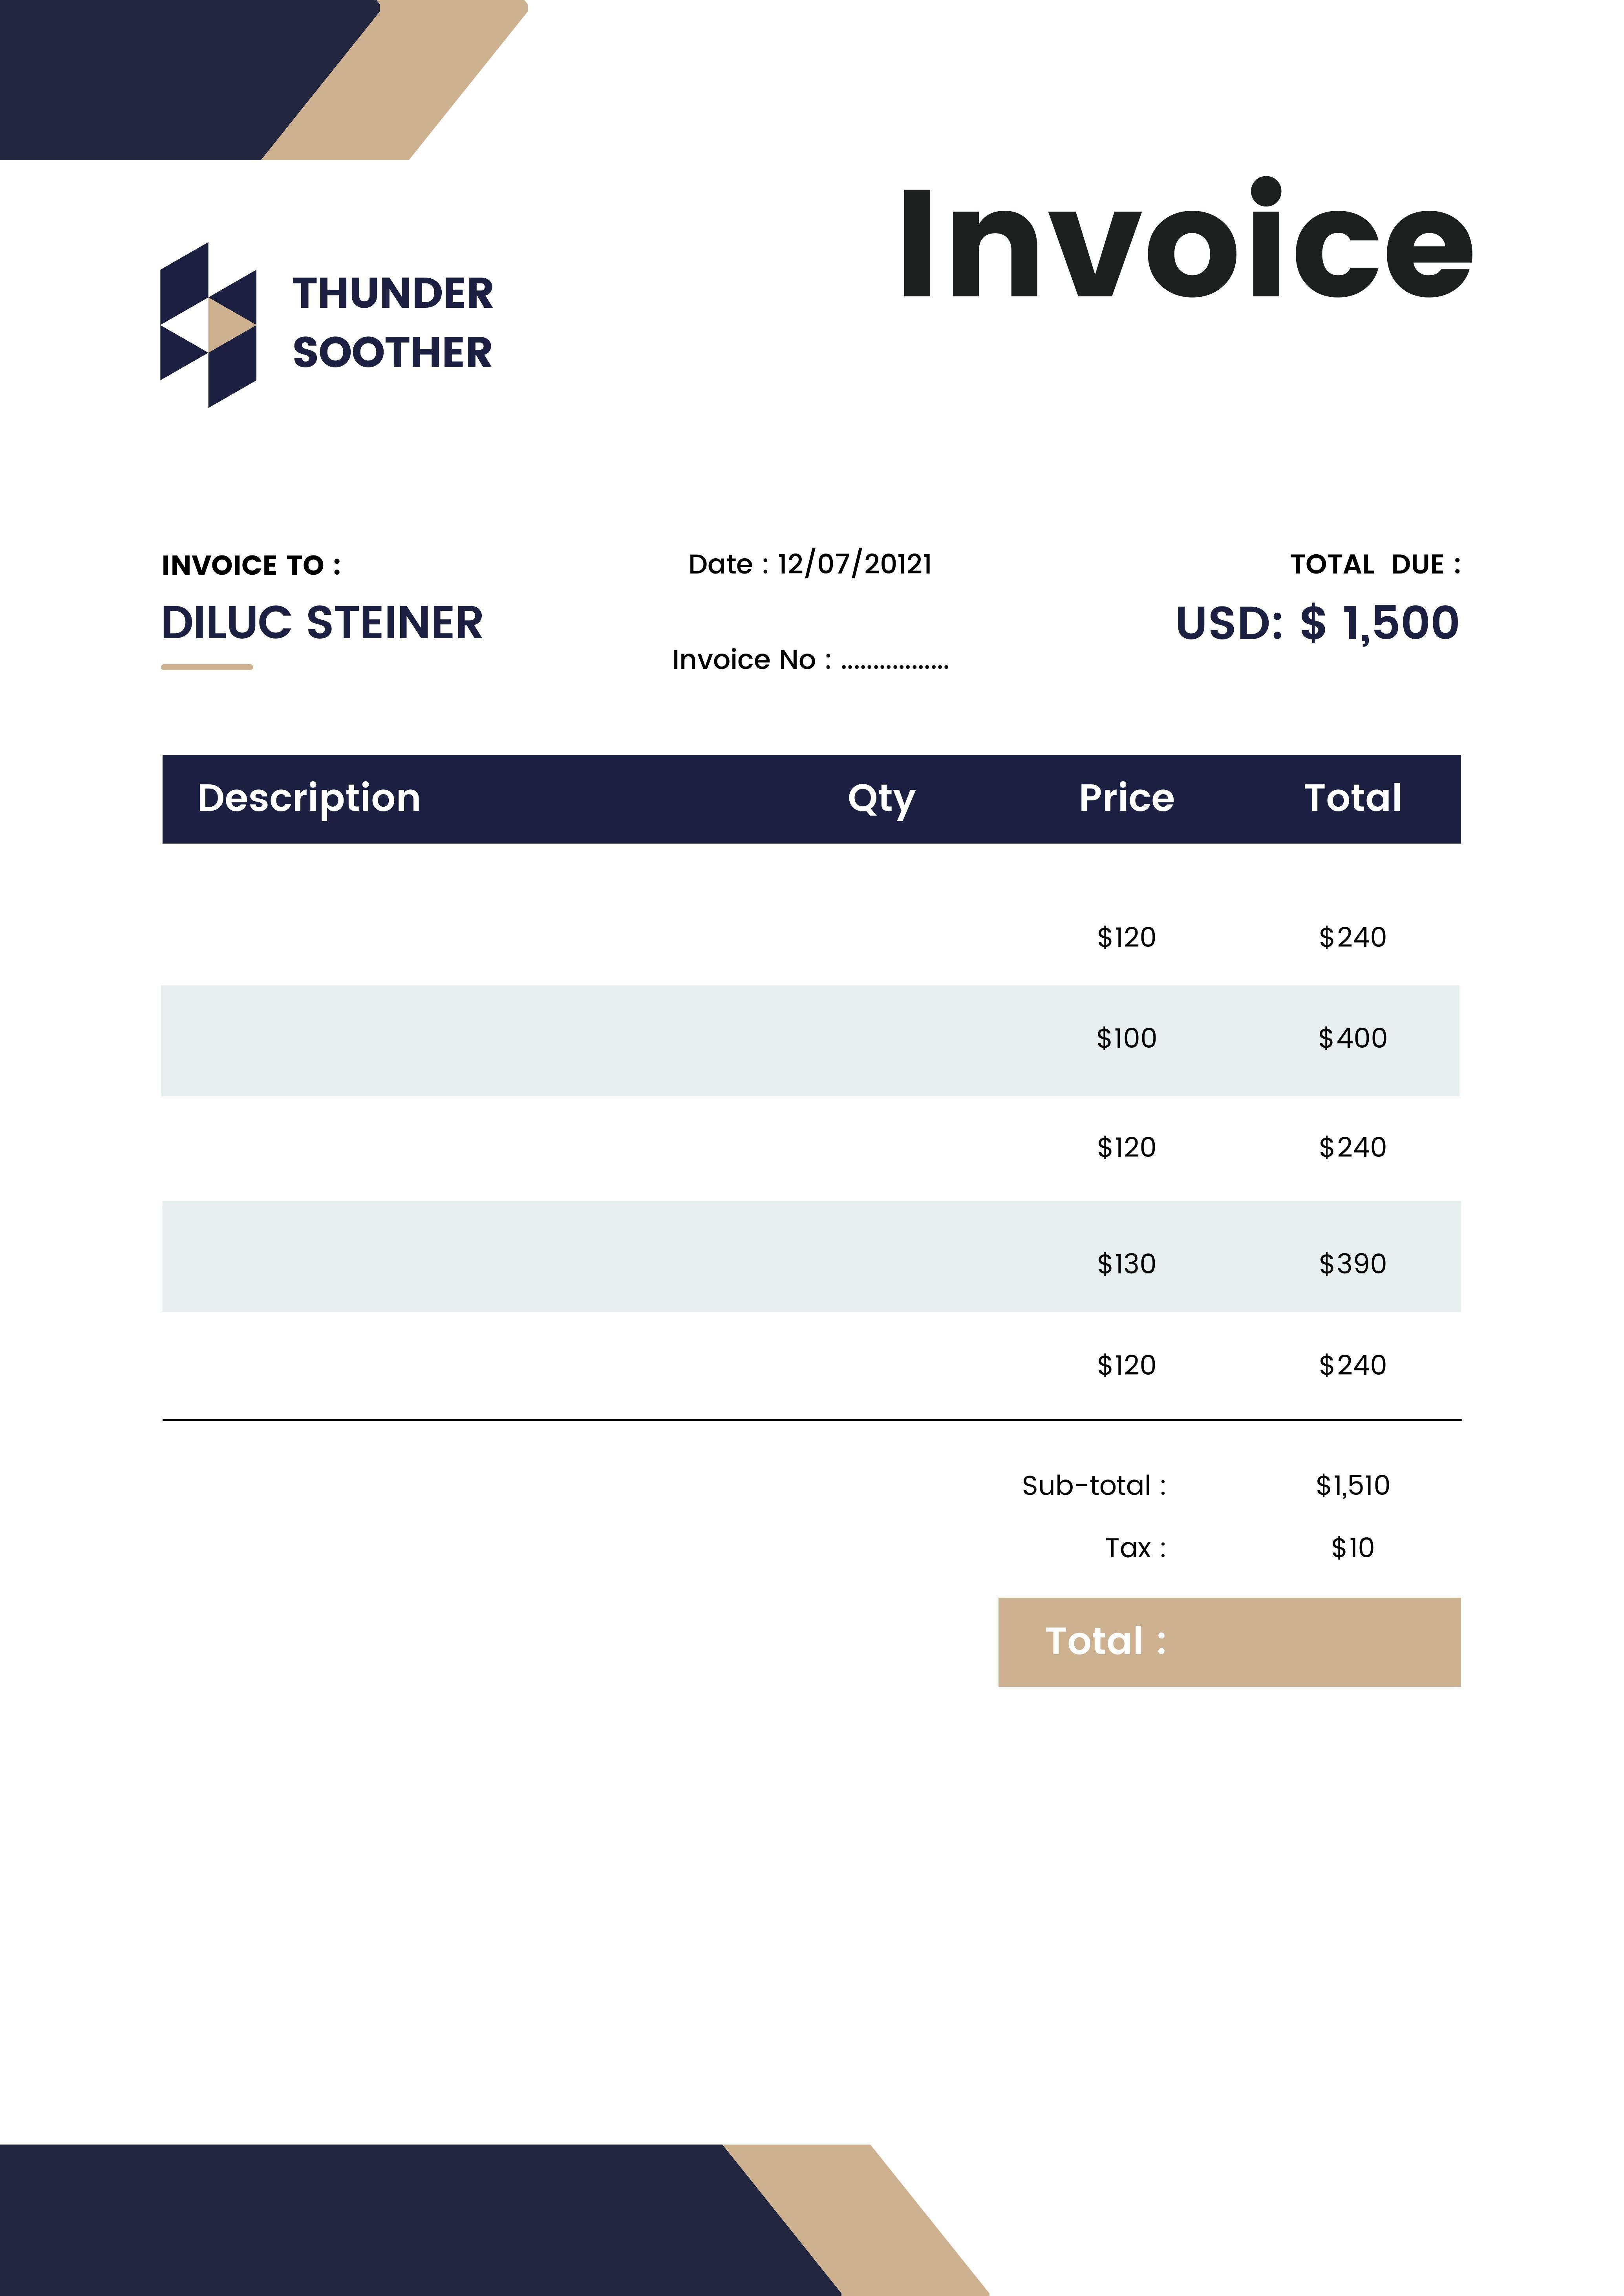 Invoice
THUNDER
SOOTHER
INVOICE TO :
DILUC STEINER
Date : 12/07/20121
Invoice No : .................
TOTAL DUE :
USD: $ 1,500
Description Qty Price Total
$120 $240
$100 $400
$120 $240
$130 $390
$120 $240
Sub-total : $1,510
Tax : $10
Total :